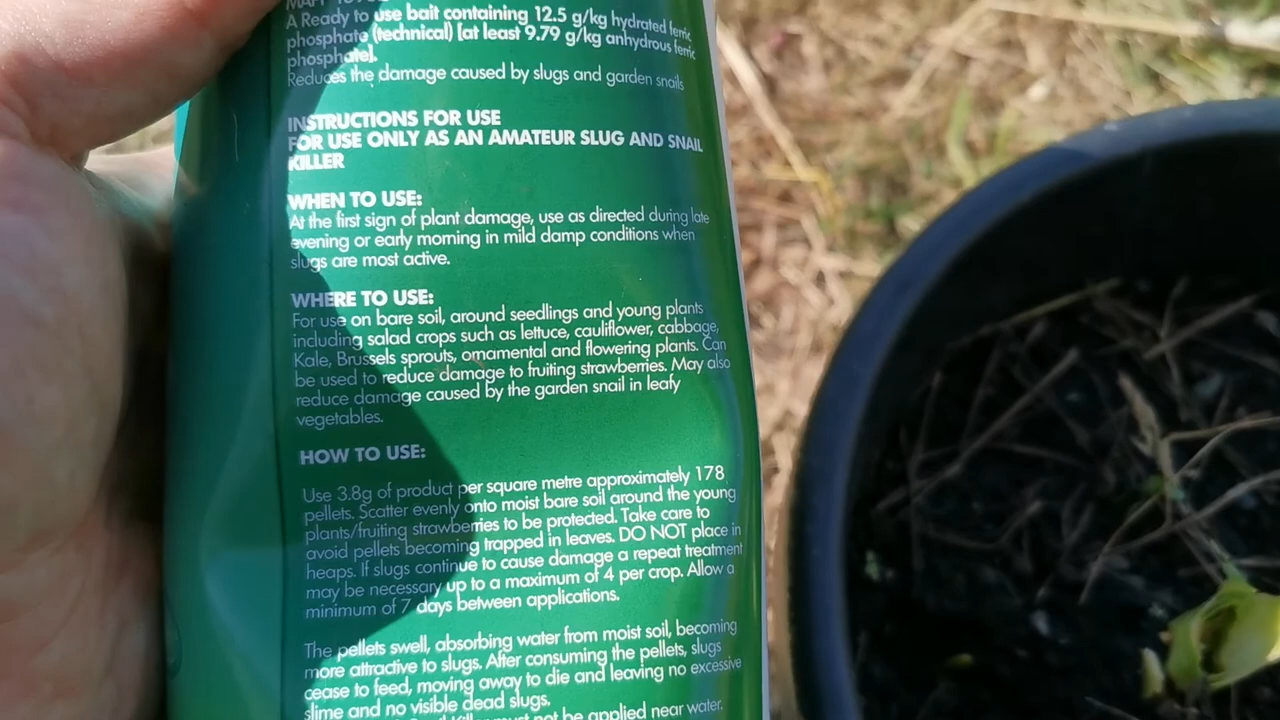 A Ready to use bait containing 12.5 g/kg hydrated ferric
phosphate (technical) [at least 9.79 g/kg anhydrous ferric
phosphate].
Reduces the damage caused by slugs and garden snails
INSTRUCTIONS FOR USE
FOR USE ONLY AS AN AMATEUR SLUG AND SNAIL
KILLER
WHEN TO USE:
At the first sign of plant damage, use as directed during late
evening or early morning in mild damp conditions when
slugs are most active.
WHERE TO USE:
For use on bare soil, around seedlings and young plants
including salad crops such as lettuce, cauliflower, cabbage,
Kale, Brussels sprouts, ornamental and flowering plants. Can
be used to reduce damage to fruiting strawberries. May also
reduce damage caused by the garden snail in leafy
vegetables.
HOW TO USE:
Use 3.8g of product per square metre approximately 178
pellets. Scatter evenly onto moist bare soil around the young
plants/fruiting strawberries to be protected. Take care to
avoid pellets becoming trapped in leaves. DO NOT place in
heaps. If slugs continue to cause damage a repeat treatment
may be necessary up to a maximum of 4 per crop. Allow a
minimum of 7 days between applications.
The pellets swell, absorbing water from moist soil, becoming
more attractive to slugs. After consuming the pellets, slugs
cease to feed, moving away to die and leaving no excessive
slime and no visible dead slugs.
Killer must not be applied near water.